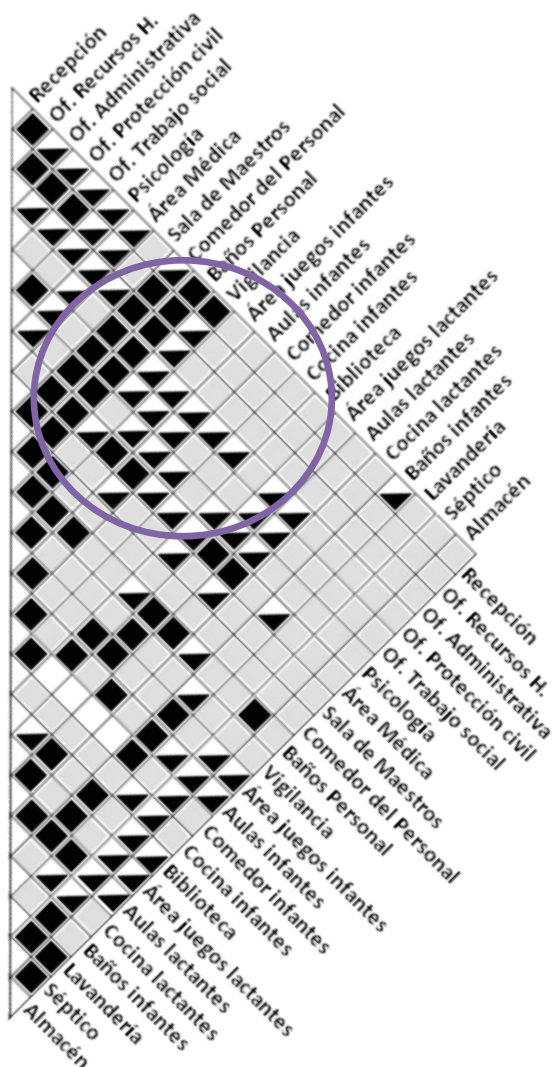 Recepción
Of. Recursos H.
Of. Administrativa
Of. Protección civil
Of. Trabajo social
Psicología
Área Médica
Sala de Maestros
Comedor del Personal
Baños Personal
Vigilancia
Área juegos infantes
Aulas infantes
Comedor infantes
Cocina infantes
Biblioteca
Área juegos lactantes
Aulas lactantes
Cocina lactantes
Baños infantes
Lavandería
Séptico
Almacén
Recepción
Of. Recursos H.
Of. Administrativa
Of. Protección civil
Of. Trabajo social
Psicología
Área Médica
Sala de Maestros
Comedor del Personal
Baños Personal
Vigilancia
Área juegos infantes
Aulas infantes
Comedor infantes
Cocina infantes
Biblioteca
Área juegos lactantes
Aulas lactantes
Cocina lactantes
Baños infantes
Lavandería
Séptico
Almacén